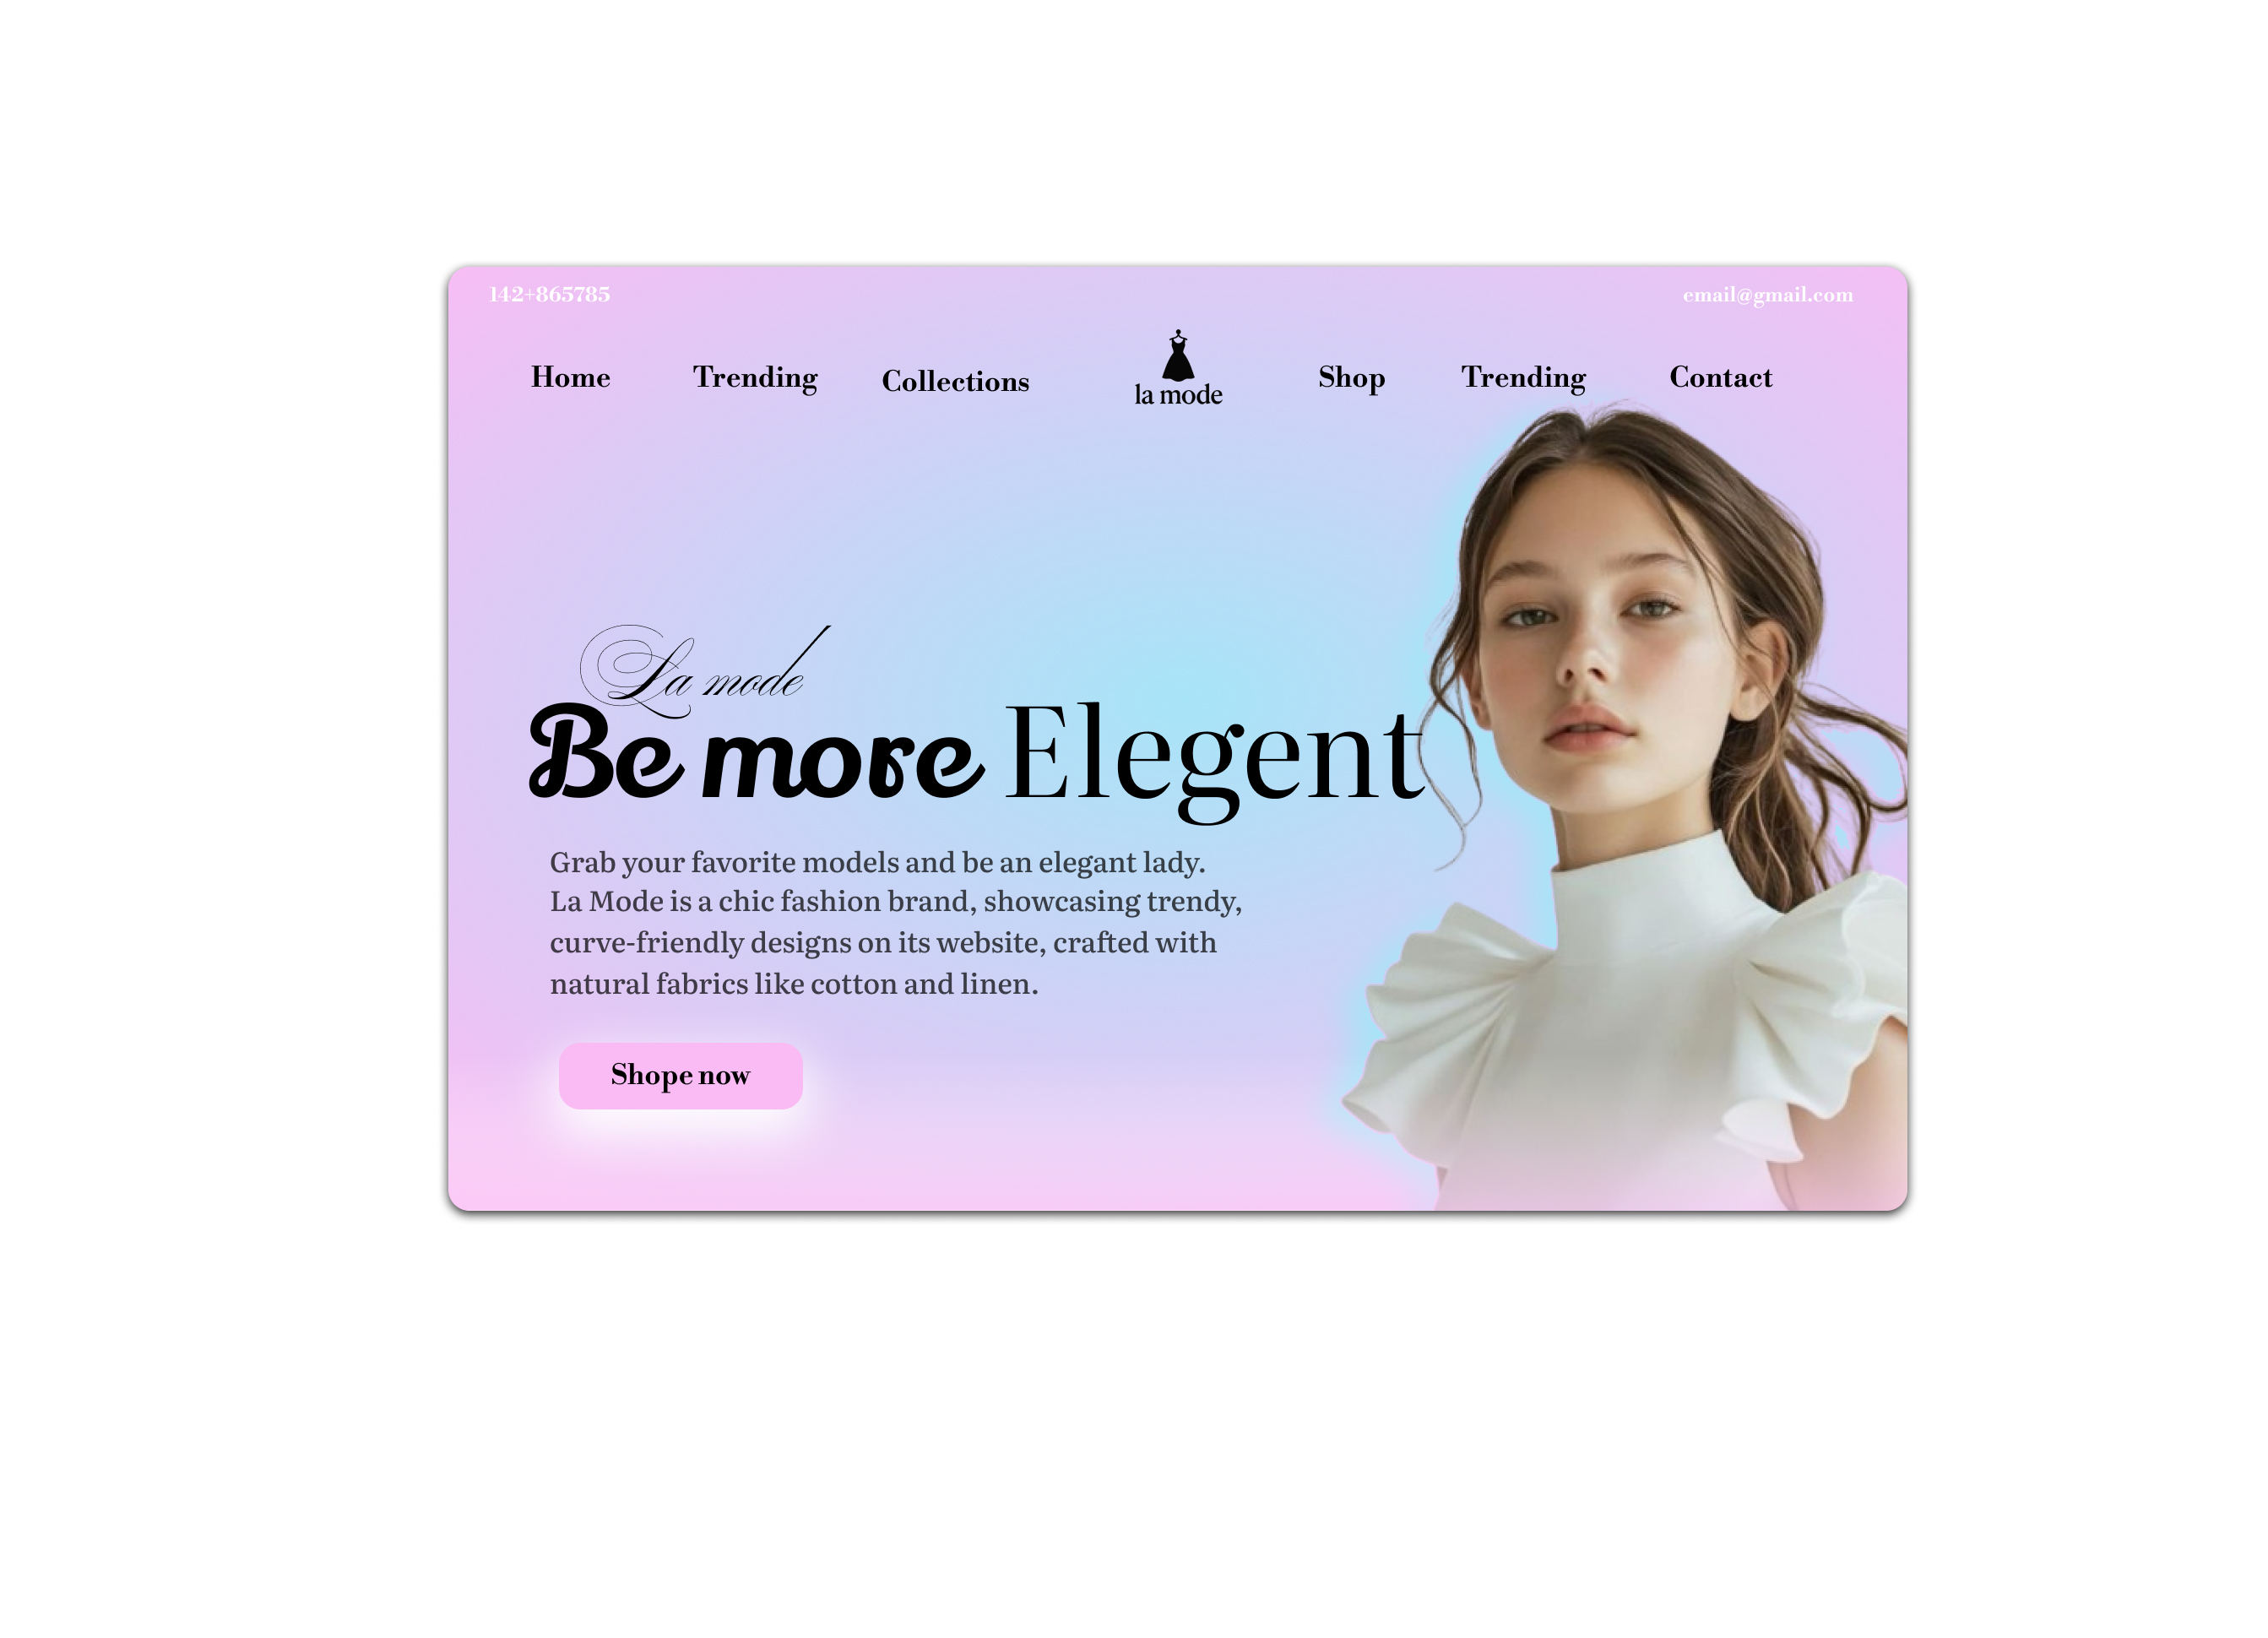 142+865785
email@gmail.com
Home Trending Collections la mode Shop Trending Contact
La mode
Be more Elegent
Grab your favorite models and be an elegant lady.
La Mode is a chic fashion brand, showcasing trendy,
curve-friendly designs on its website, crafted with
natural fabrics like cotton and linen.
Shope now